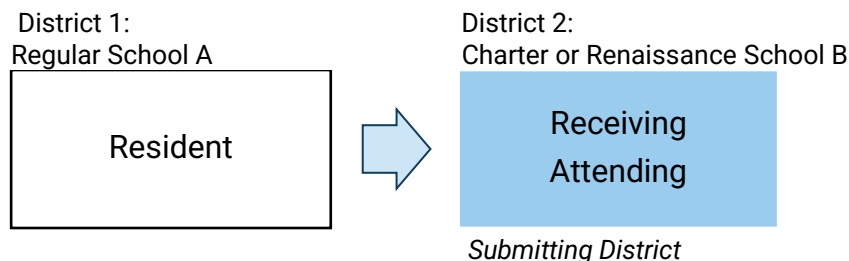 District 1:
Regular School A
Resident
District 2:
Charter or Renaissance School B
Receiving
Attending
Submitting District